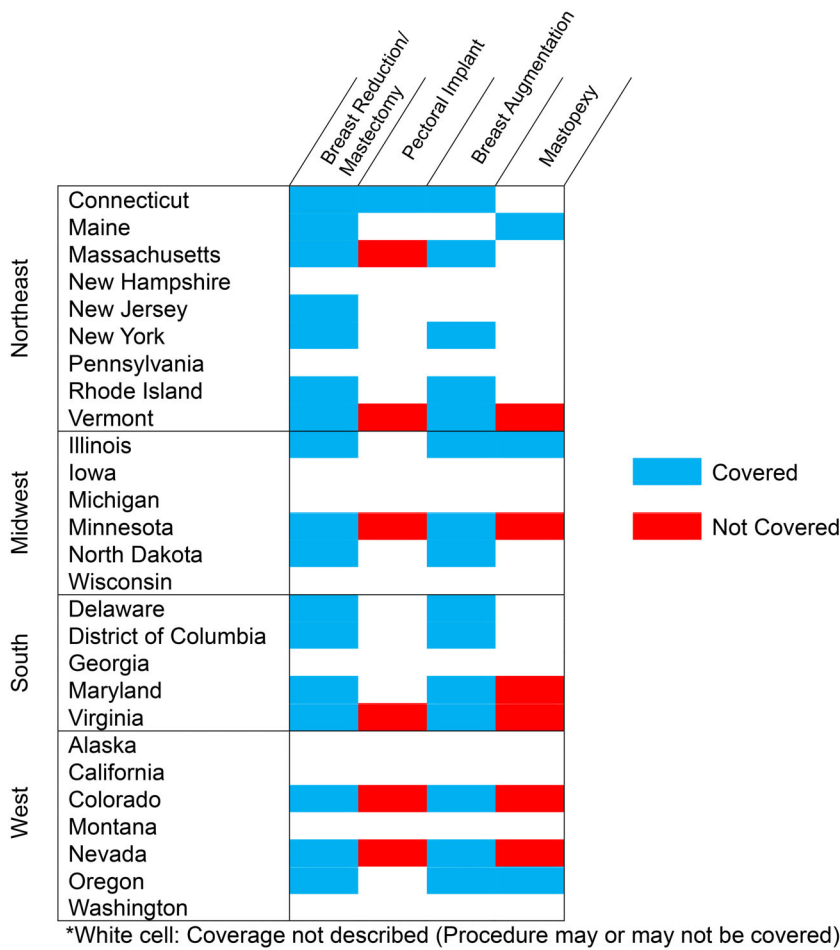 Breast Reduction/
Mastectomy
Pectoral Implant
Breast Augmentation
Mastopexy
Northeast
Connecticut
Maine
Massachusetts
New Hampshire
New Jersey
New York
Pennsylvania
Rhode Island
Vermont
Midwest
Illinois
Iowa
Michigan
Minnesota
North Dakota
Wisconsin
South
Delaware
District of Columbia
Georgia
Maryland
Virginia
West
Alaska
California
Colorado
Montana
Nevada
Oregon
Washington
Covered
Not Covered
*White cell: Coverage not described (Procedure may or may not be covered)